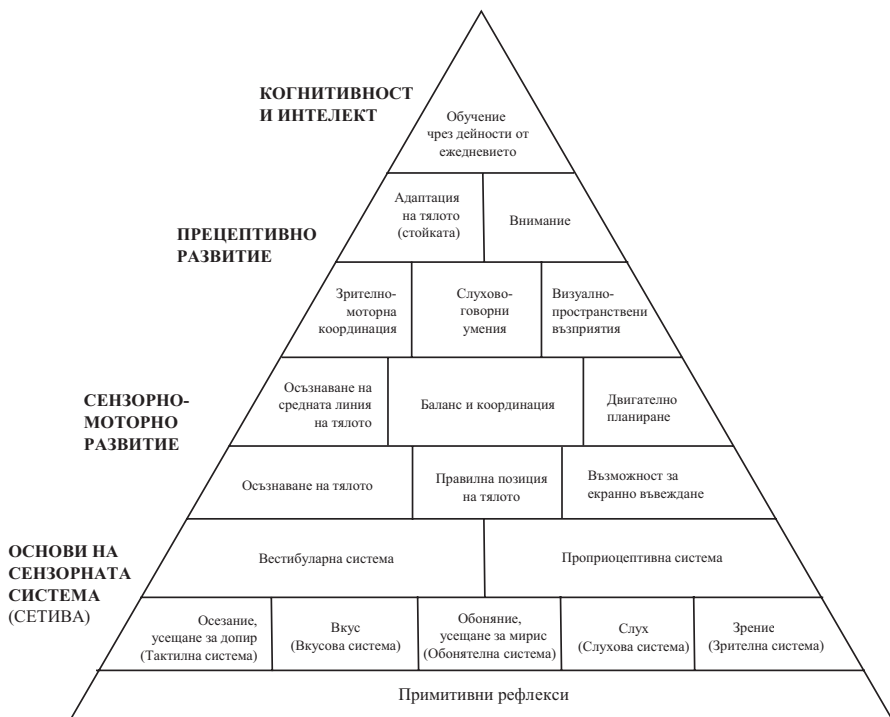 КОГНИТИВНОСТ
И ИНТЕЛЕКТ
Обучение
чрез дейности от
ежедневието
ПРЕЦЕПТИВНО
РАЗВИТИЕ
Адаптация
на тялото
(стойката)
Внимание
Зрително-
моторна
координация
Слухово-
говорни
умения
Визуално-
пространствени
възприятия
СЕНЗОРНО-
МОТОРНО
РАЗВИТИЕ
Осъзнаване на
средната линия
на тялото
Баланс и координация
Двигателно
планиране
Осъзнаване на тялото
Правилна позиция
на тялото
Възможност за
екранно въвеждане
ОСНОВИ НА
СЕНЗОРНАТА
СИСТЕМА
(СЕТИВА)
Вестибуларна система
Проприоцептивна система
Осезание,
усещане за допир
(Тактилна система)
Вкус
(Вкусова система)
Обоняние,
усещане за мирис
(Обонятелна система)
Слух
(Слухова система)
Зрение
(Зрителна система)
Примитивни рефлекси